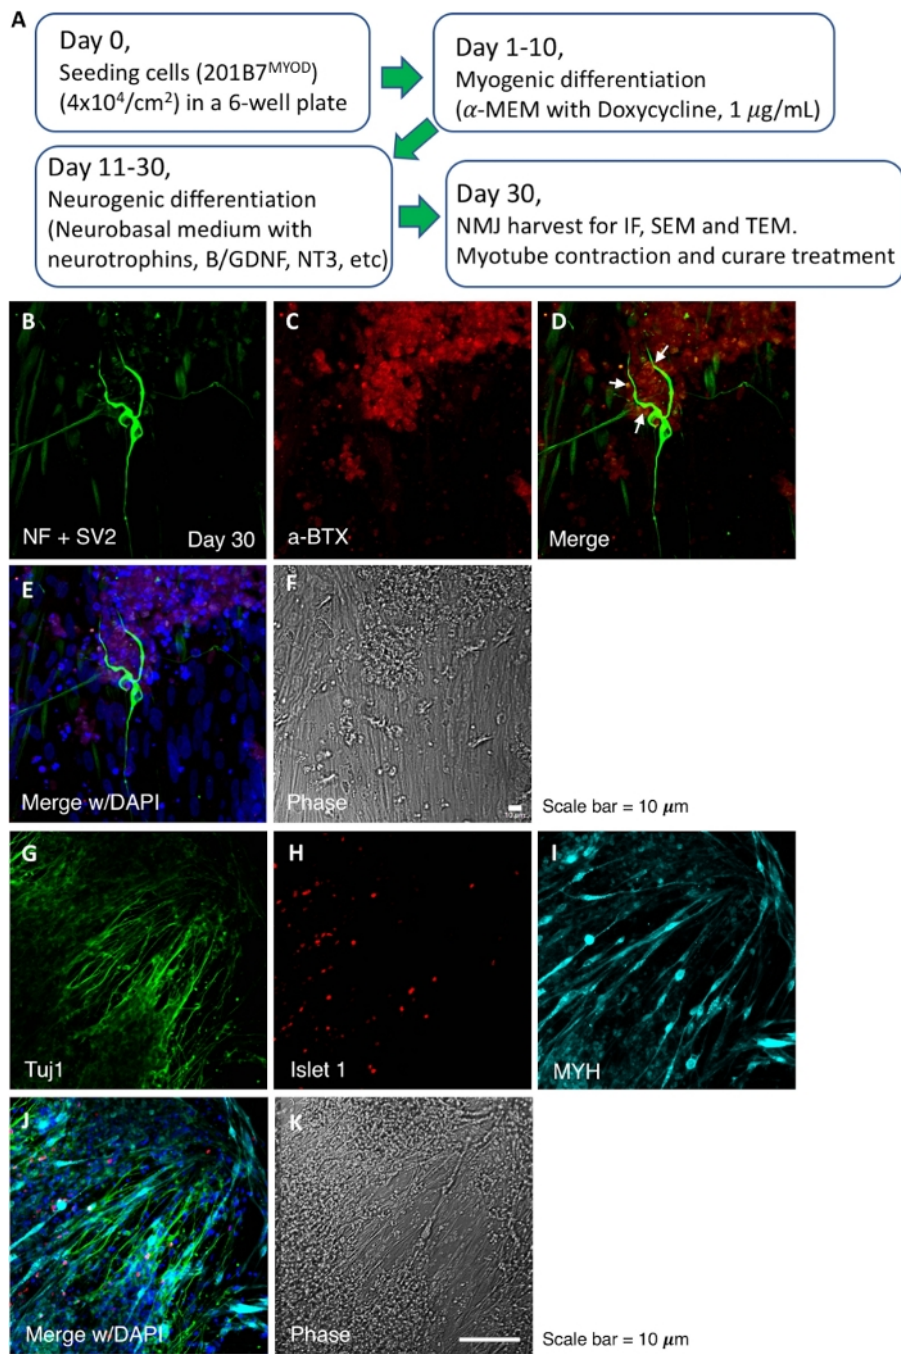 A
Day 0,
Seeding cells (201B7ᴹʸᴼᴰ)
(4x10⁴/cm²) in a 6-well plate
Day 1-10,
Myogenic differentiation
(α-MEM with Doxycycline, 1 μg/mL)
Day 11-30,
Neurogenic differentiation
(Neurobasal medium with
neurotrophins, B/GDNF, NT3, etc)
Day 30,
NMJ harvest for IF, SEM and TEM.
Myotube contraction and curare treatment
B
NF + SV2
Day 30
C
a-BTX
D
Merge
E
Merge w/DAPI
F
Phase
10 μm
Scale bar = 10 μm
G
Tuj1
H
Islet 1
I
MYH
J
Merge w/DAPI
K
Phase
Scale bar = 10 μm